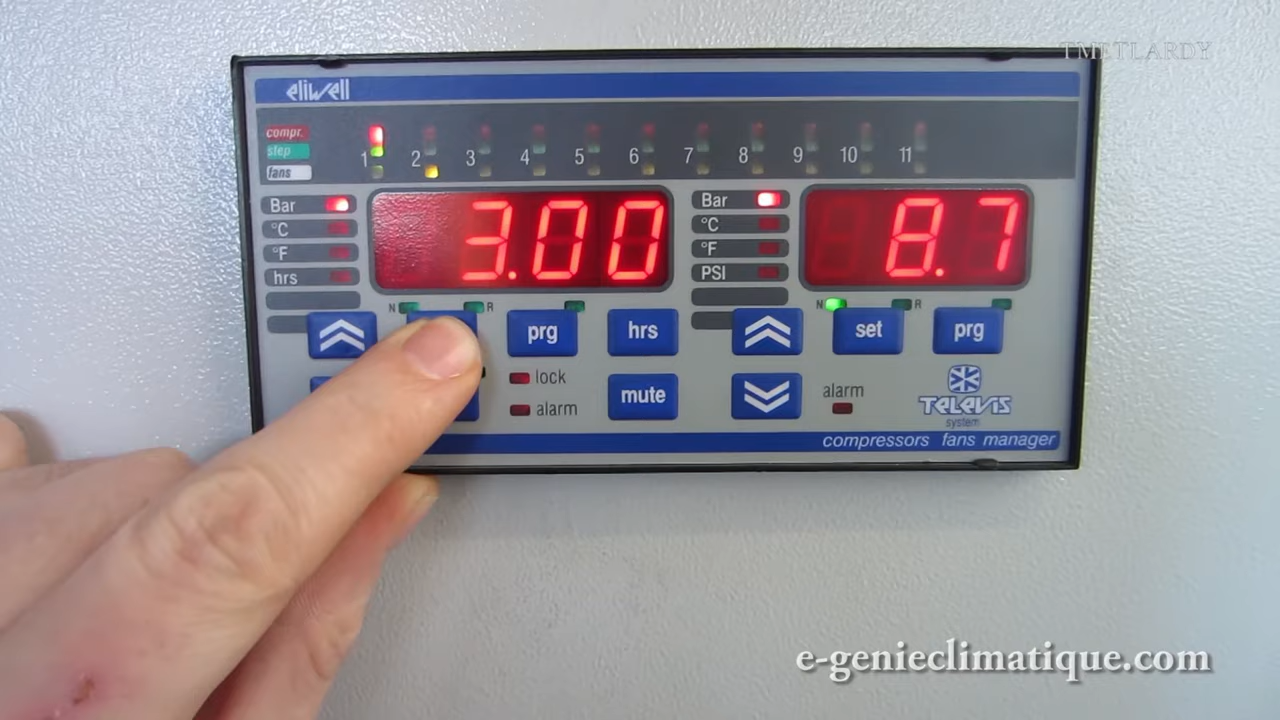 TMETLARDY
eliwell
compr.
step
fans
1 2 3 4 5 6 7 8 9 10 11
Bar
°C
°F
hrs
3.00
Bar
°C
°F
PSI
8.7
N R
prg
hrs
N R
set
prg
lock
alarm
mute
alarm
TELEVIS
system
compressors fans manager
e-genieclimatique.com